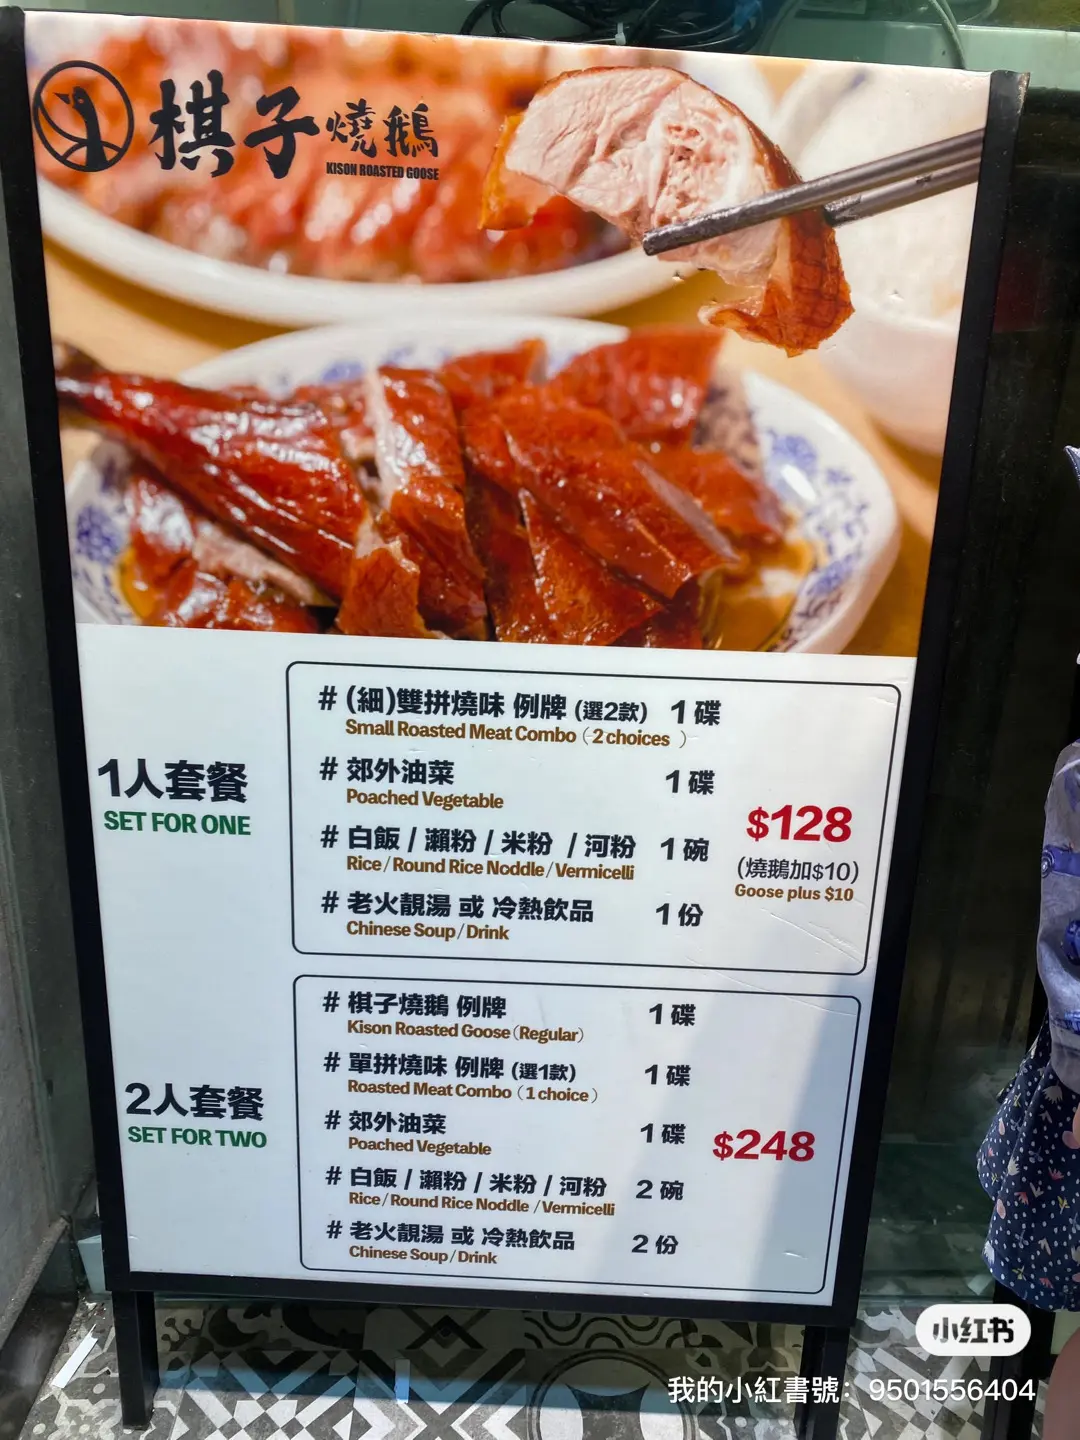 棋子燒鵝
KISON ROASTED GOOSE
1人套餐
SET FOR ONE
# (細)雙拼燒味 例牌 (選2款) 1碟
Small Roasted Meat Combo (2 choices )
# 郊外油菜 1碟
Poached Vegetable
# 白飯 / 瀨粉 / 米粉 / 河粉 1碗
Rice/Round Rice Noddle/Vermicelli
# 老火靚湯 或 冷熱飲品 1份
Chinese Soup/Drink
$128
(燒鵝加$10)
Goose plus $10
2人套餐
SET FOR TWO
# 棋子燒鵝 例牌 1碟
Kison Roasted Goose (Regular)
# 單拼燒味 例牌 (選1款) 1碟
Roasted Meat Combo (1 choice )
# 郊外油菜 1碟
Poached Vegetable
# 白飯 / 瀨粉 / 米粉 / 河粉 2碗
Rice/Round Rice Noddle /Vermicelli
# 老火靚湯 或 冷熱飲品 2份
Chinese Soup/Drink
$248
小红书
我的小紅書號：9501556404